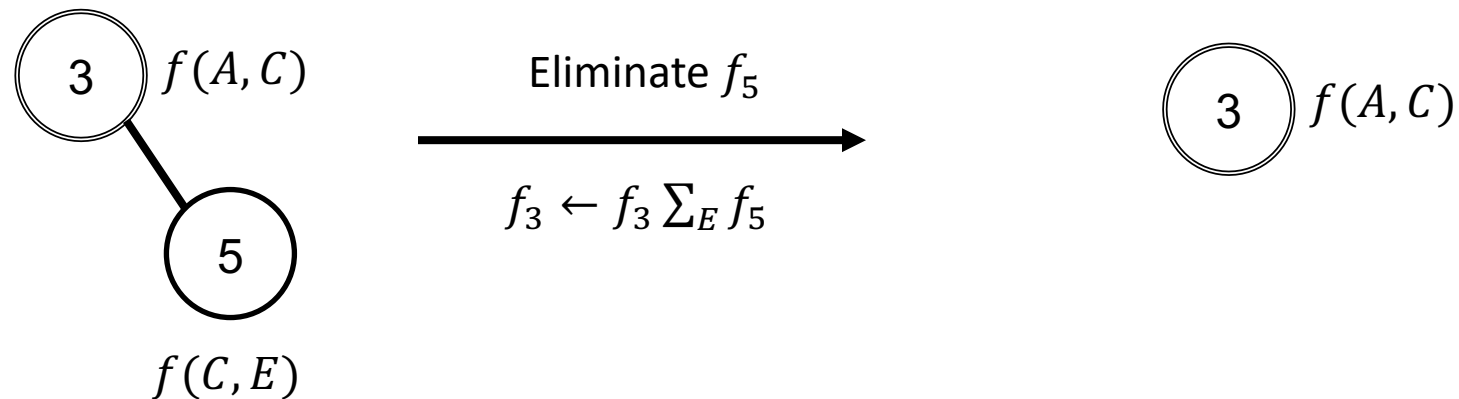 3
f(A, C)
5
f(C, E)
Eliminate f₅
f₃ ← f₃ ∑_E f₅
3
f(A, C)